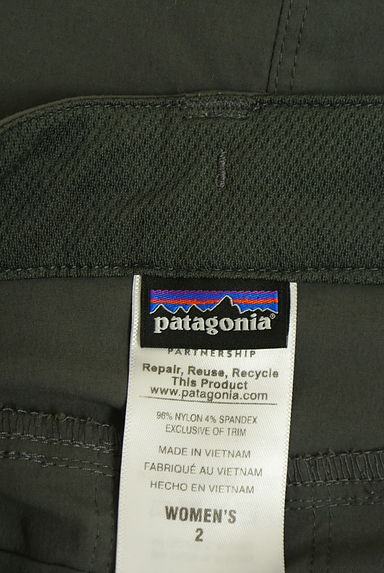 patagonia®
PARTNERSHIP
Repair, Reuse, Recycle
This Product
www.patagonia.com
96% NYLON 4% SPANDEX
EXCLUSIVE OF TRIM
MADE IN VIETNAM
FABRIQUÉ AU VIETNAM
HECHO EN VIETNAM
WOMEN'S
2